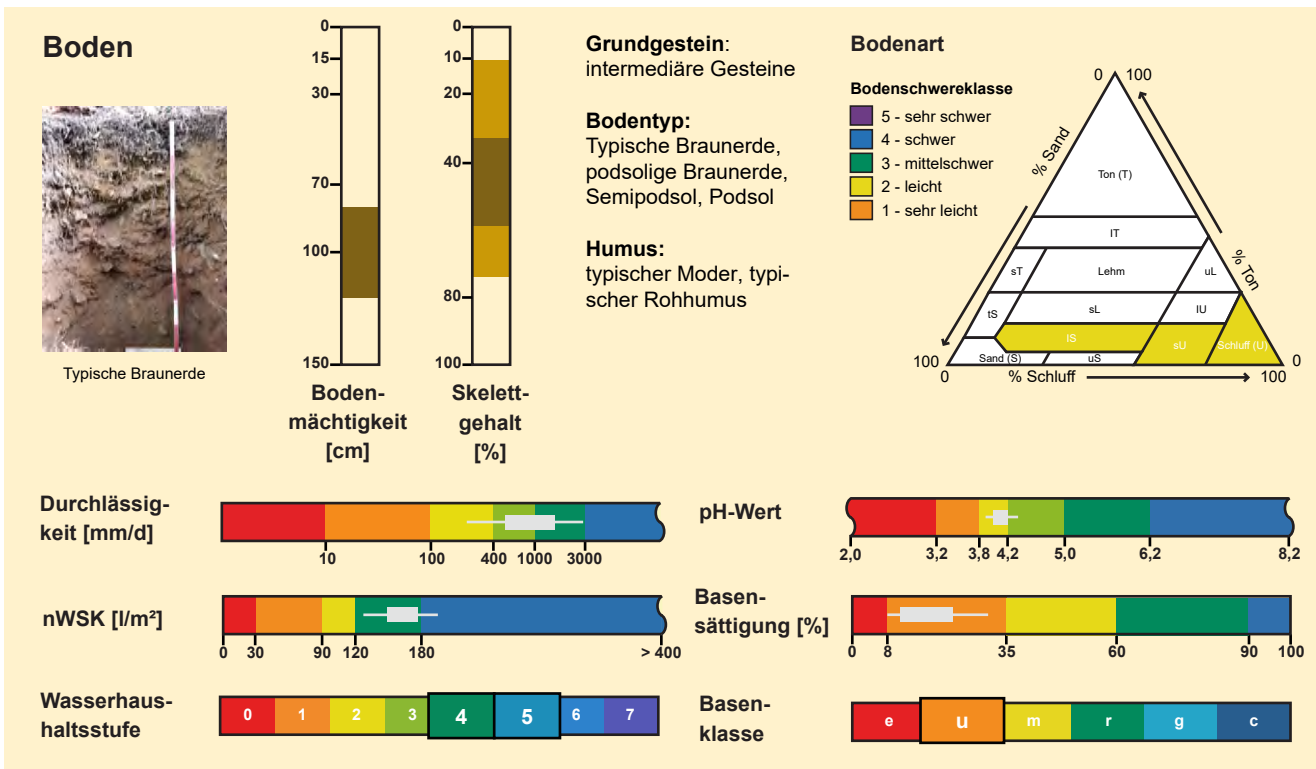 Boden
Typische Braunerde
0
15
30
70
100
150
Boden-
mächtigkeit
[cm]
0
10
20
40
80
100
Skelett-
gehalt
[%]
Grundgestein:
intermediäre Gesteine
Bodentyp:
Typische Braunerde,
podsolige Braunerde,
Semipodsol, Podsol
Humus:
typischer Moder, typi-
scher Rohhumus
Bodenart
Bodenschwereklasse
5 - sehr schwer
4 - schwer
3 - mittelschwer
2 - leicht
1 - sehr leicht
0 100
% Sand
% Ton
Ton (T)
lT
sT Lehm uL
tS sL lU
lS sU Schluff (U)
Sand (S) uS
100 0
0 % Schluff 100
Durchlässig-
keit [mm/d]
10 100 400 1000 3000
pH-Wert
2,0 3,2 3,8 4,2 5,0 6,2 8,2
nWSK [l/m²]
0 30 90 120 180 > 400
Basen-
sättigung [%]
0 8 35 60 90 100
Wasserhaus-
haltsstufe
0 1 2 3 4 5 6 7
Basen-
klasse
e u m r g c